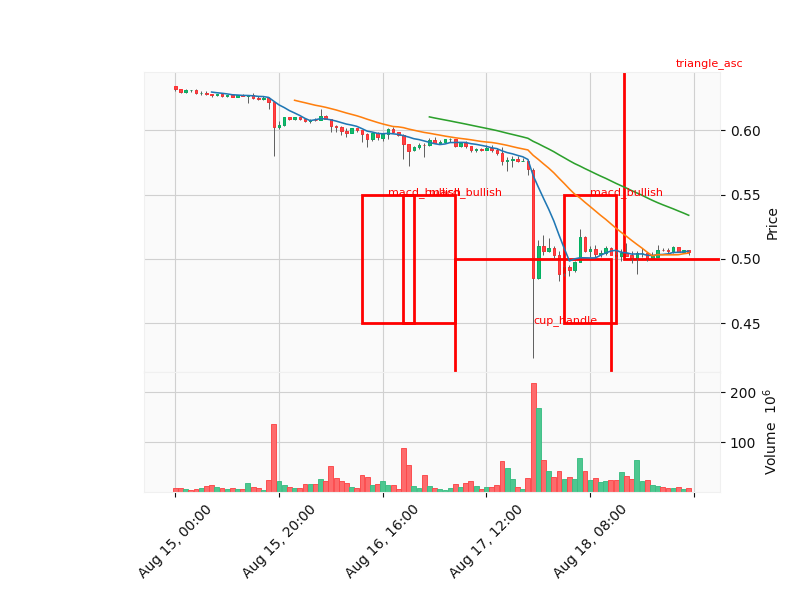 triangle_asc
0.60
macd_bullish
macd_bullish
macd_bullish
0.55
Price
0.50
cup_handle
0.45
200
100
Volume 10^6
Aug 15, 00:00
Aug 15, 20:00
Aug 16, 16:00
Aug 17, 12:00
Aug 18, 08:00